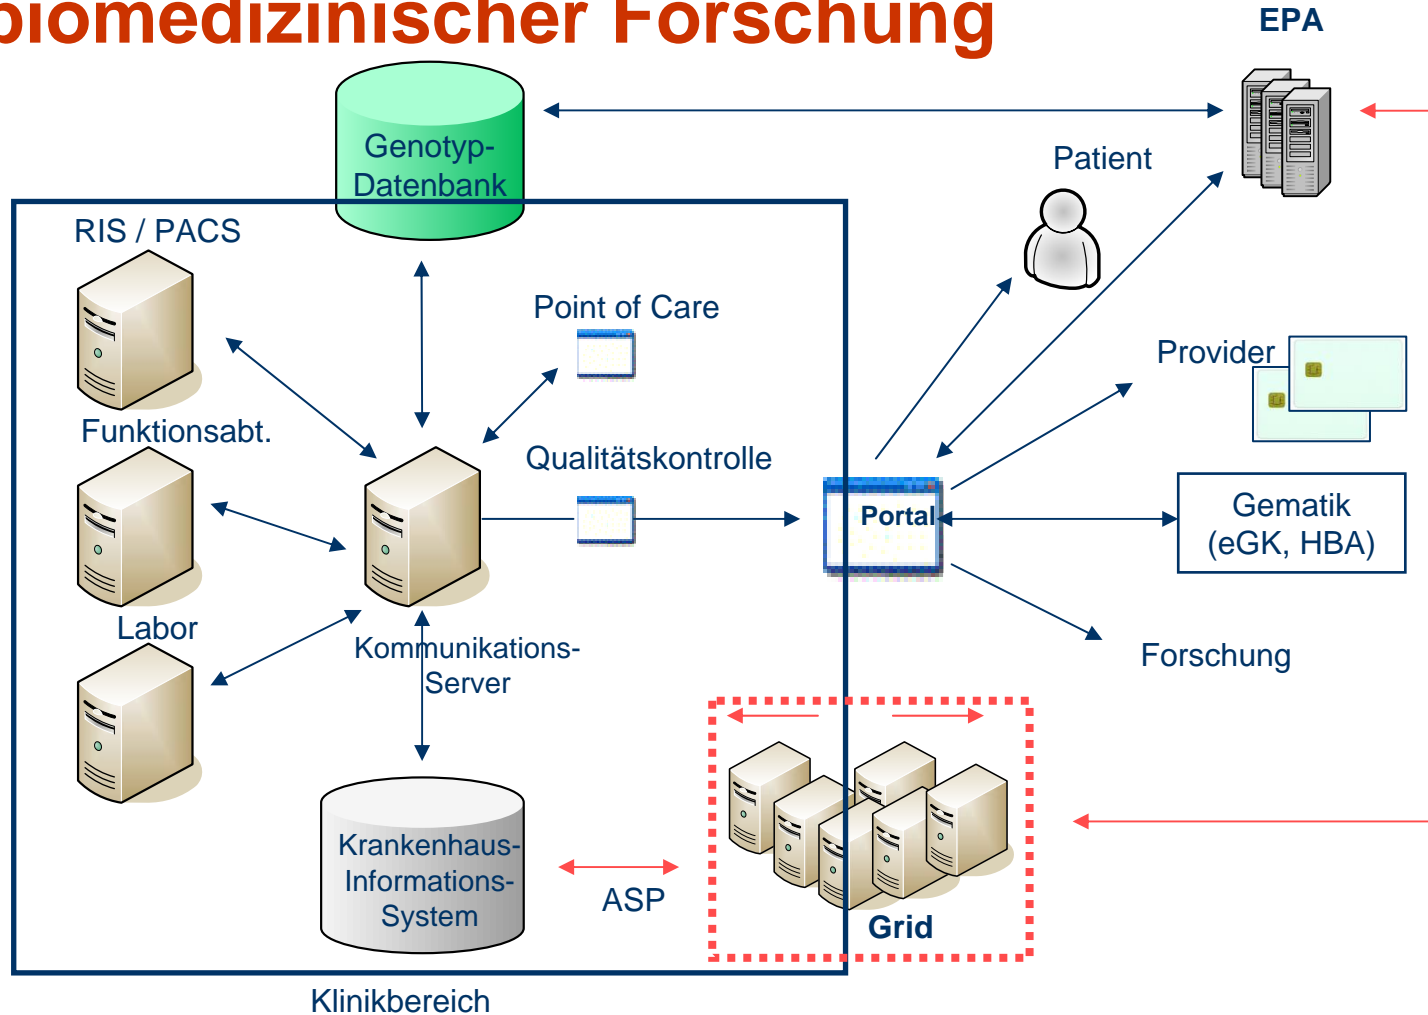 biomedizinischer Forschung
EPA
Genotyp-
Datenbank
Patient
RIS / PACS
Point of Care
Provider
Funktionsabt.
Qualitätskontrolle
Portal
Gematik
(eGK, HBA)
Labor
Kommunikations-
Server
Forschung
Krankenhaus-
Informations-
System
ASP
Grid
Klinikbereich